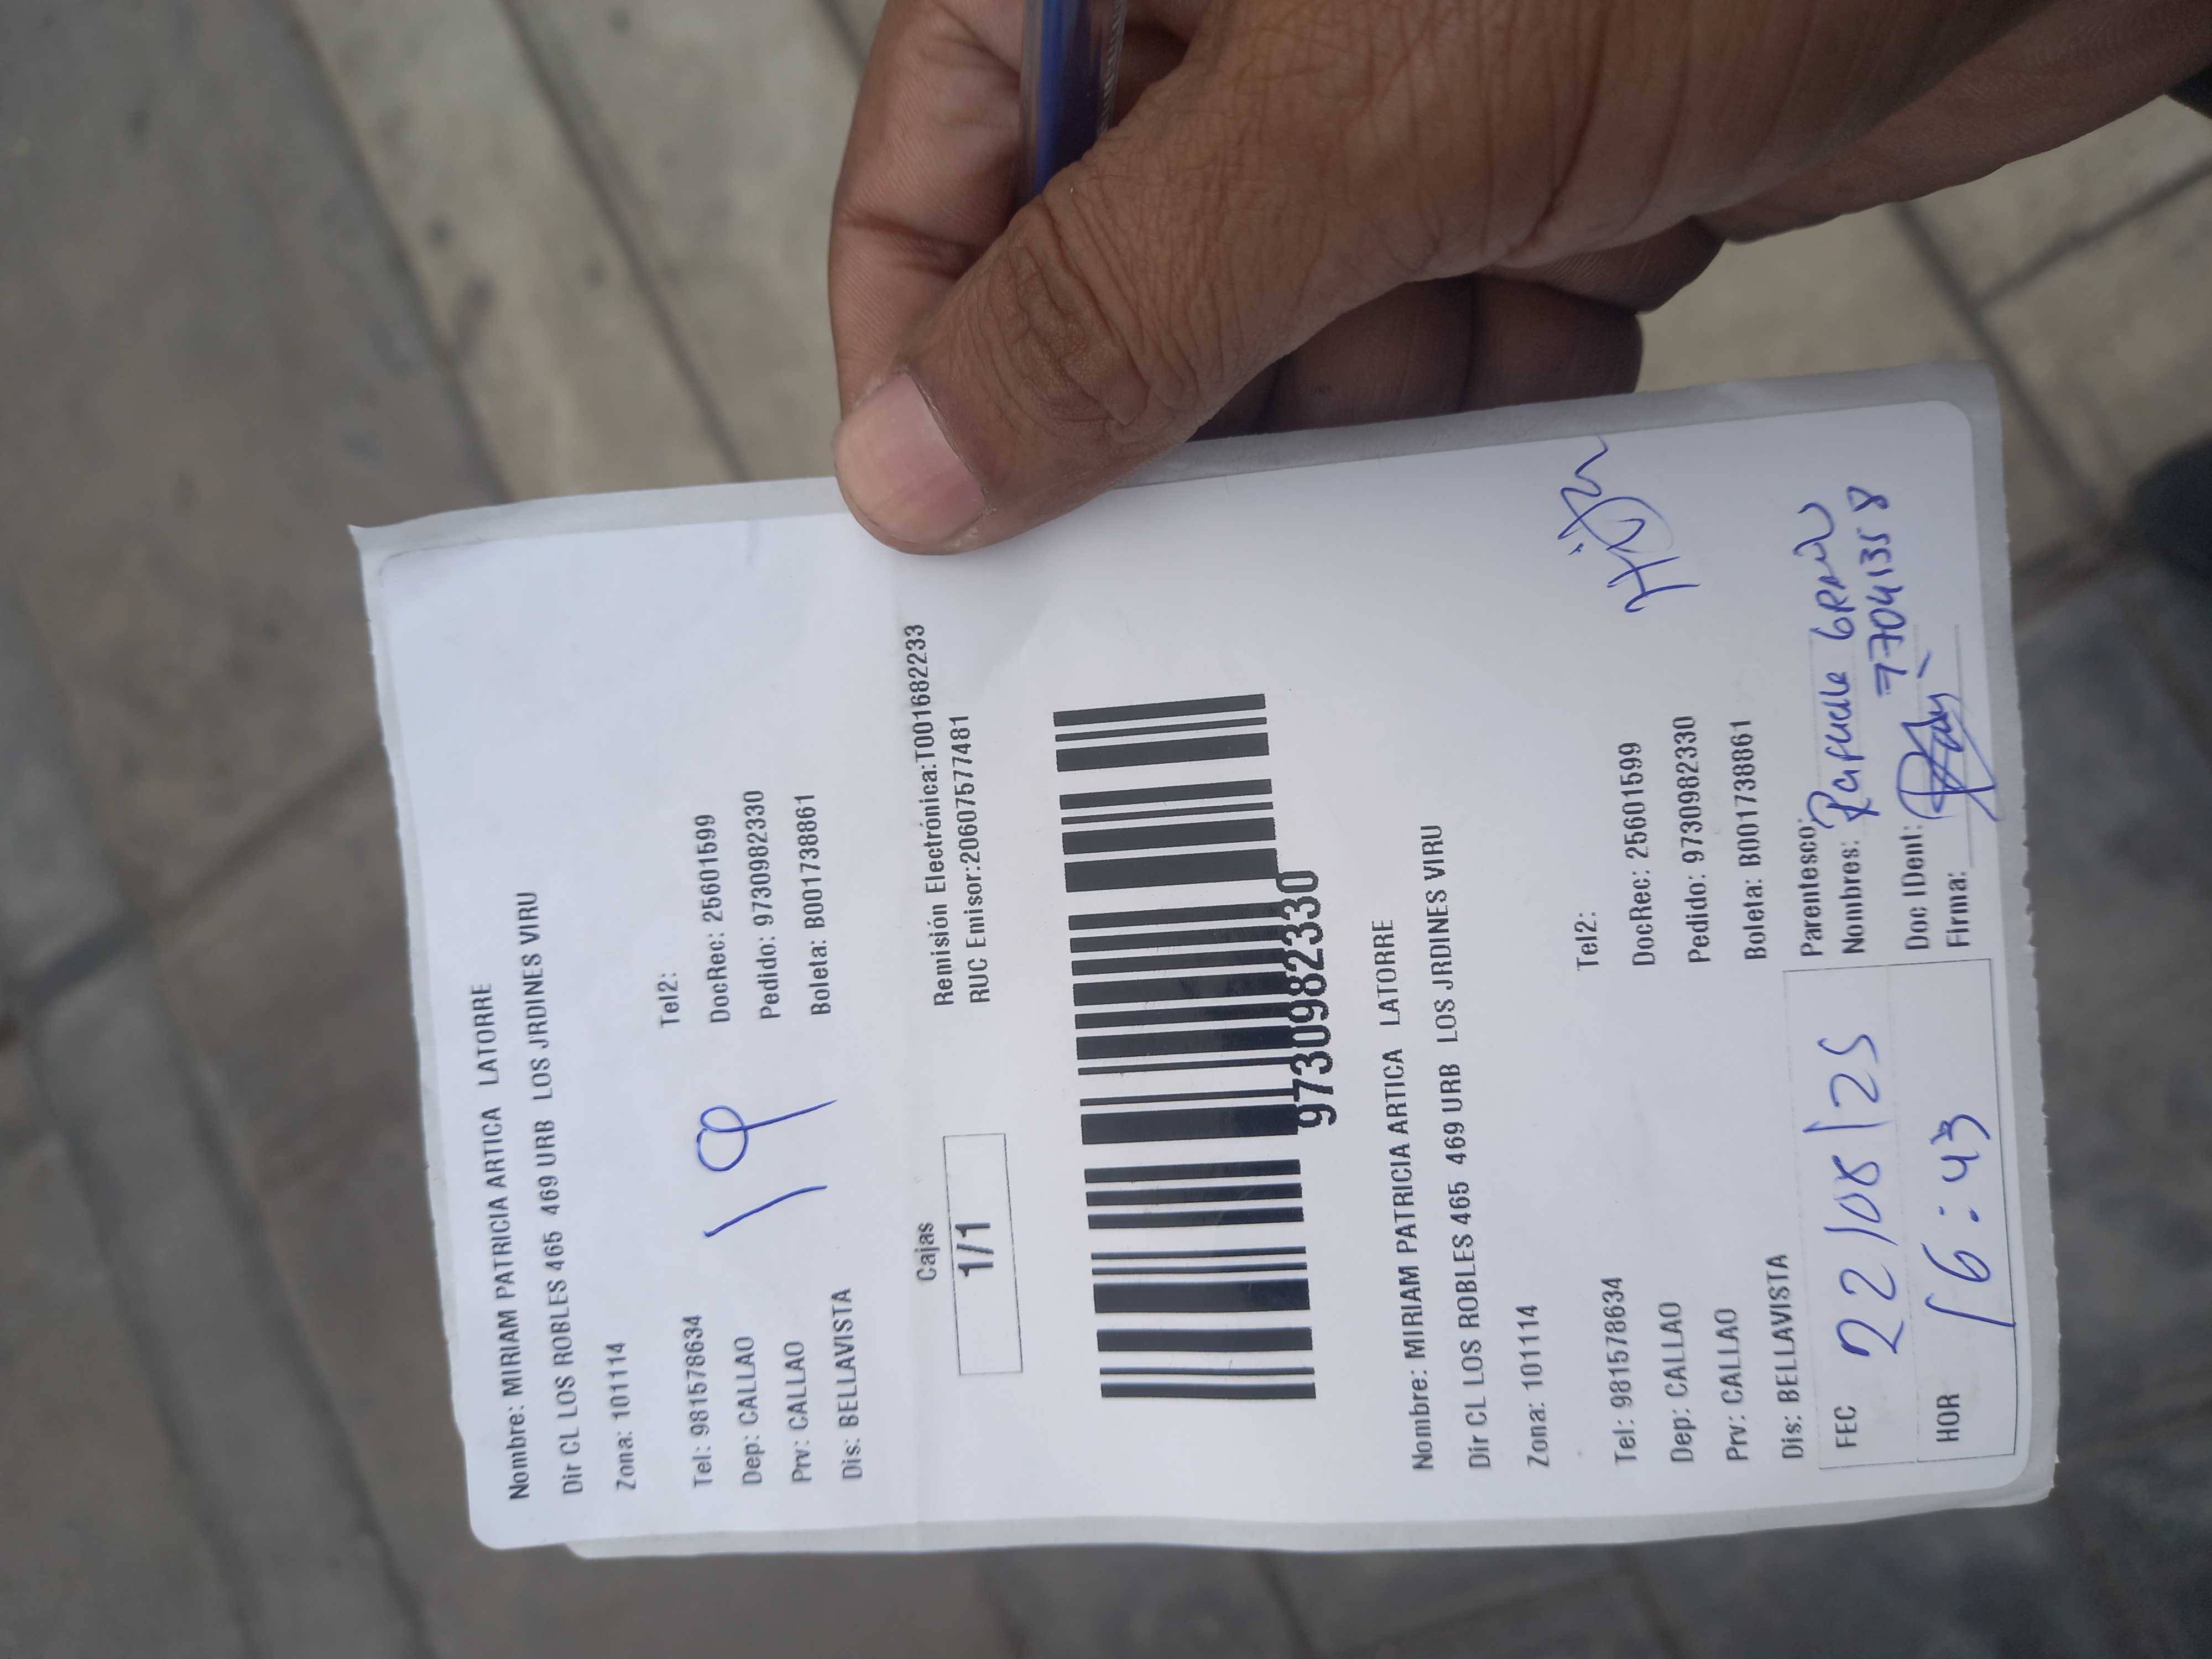 Nombre: MIRIAM PATRICIA ARTICA LATORRE
Dir CL LOS ROBLES 465 469 URB LOS JRDINES VIRU
Zona: 101114
Tel: 981578634 Tel2:
Dep: CALLAO 19 DocRec: 25601599
Prv: CALLAO Pedido: 9730982330
Dis: BELLAVISTA Boleta: B001738861
Cajas
1/1
Remisión Electrónica:T001682233
RUC Emisor:20607577481
9730982330
Nombre: MIRIAM PATRICIA ARTICA LATORRE
Dir CL LOS ROBLES 465 469 URB LOS JRDINES VIRU
Zona: 101114
Tel: 981578634 Tel2:
Dep: CALLAO DocRec: 25601599
Prv: CALLAO Pedido: 9730982330
Dis: BELLAVISTA Boleta: B001738861
FEC 22/08/25
HOR 16:43
Parentesco:
Nombres:
Doc IDent: 77041358
Firma: